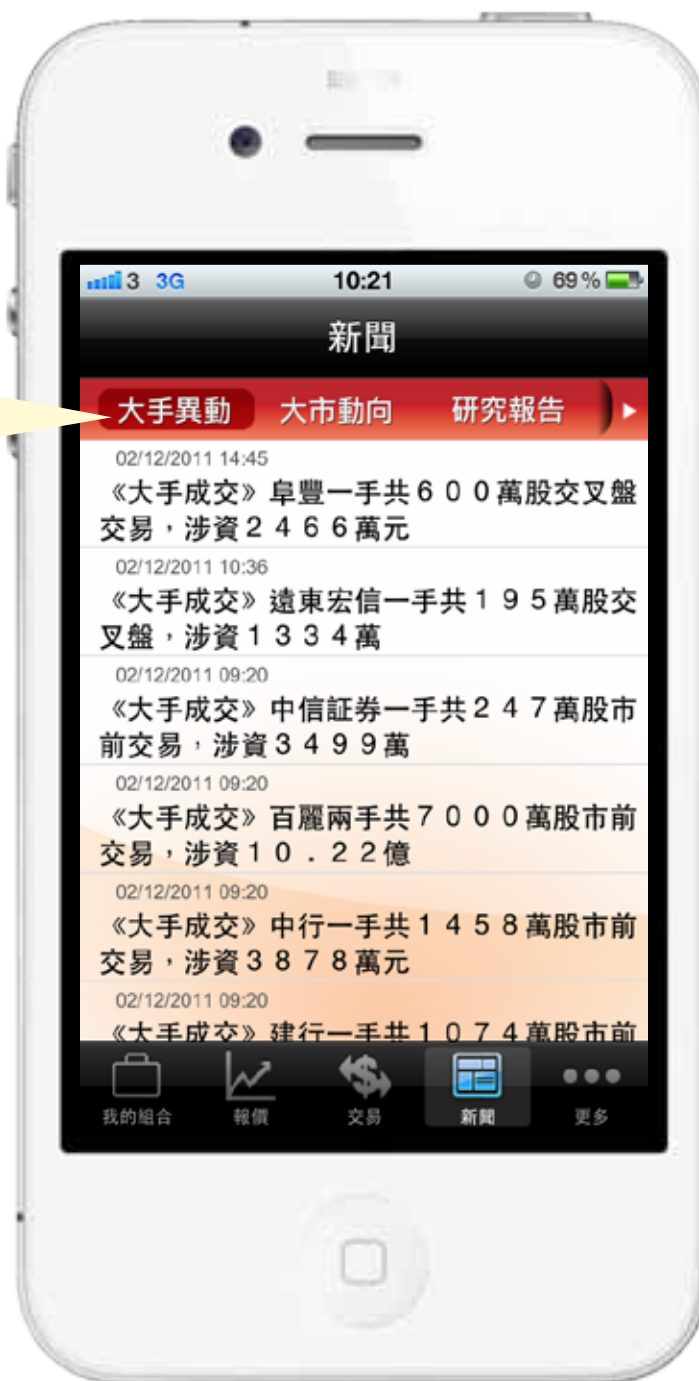 3 3G 10:21 69%
新聞
大手異動 大市動向 研究報告
02/12/2011 14:45
《大手成交》阜豐一手共６００萬股交叉盤
交易，涉資２４６６萬元
02/12/2011 10:36
《大手成交》遠東宏信一手共１９５萬股交
叉盤，涉資１３３４萬
02/12/2011 09:20
《大手成交》中信証券一手共２４７萬股市
前交易，涉資３４９９萬
02/12/2011 09:20
《大手成交》百麗兩手共７０００萬股市前
交易，涉資１０．２２億
02/12/2011 09:20
《大手成交》中行一手共１４５８萬股市前
交易，涉資３８７８萬元
02/12/2011 09:20
《大手成交》建行一手共１０７４萬股市前
我的組合 報價 交易 新聞 更多